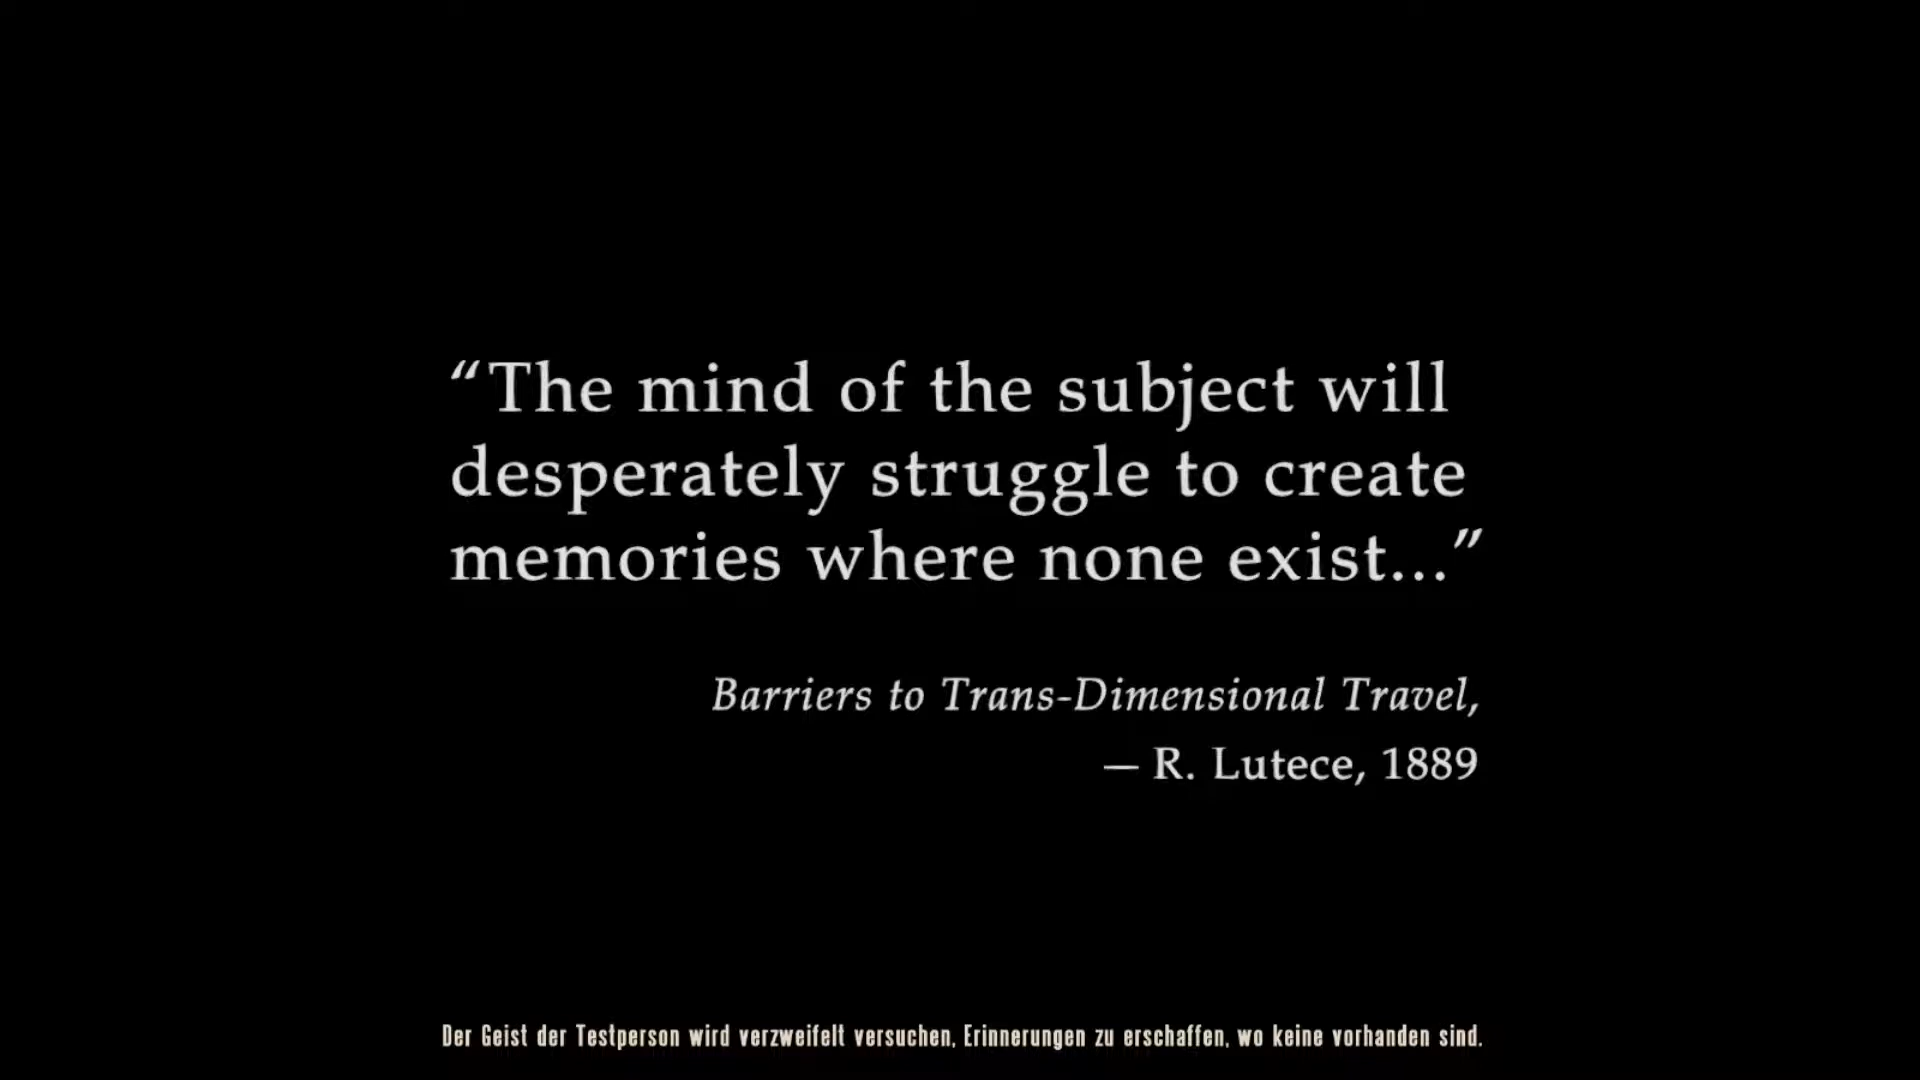 “The mind of the subject will
desperately struggle to create
memories where none exist...”
Barriers to Trans-Dimensional Travel,
— R. Lutece, 1889
Der Geist der Testperson wird verzweifelt versuchen, Erinnerungen zu erschaffen, wo keine vorhanden sind.